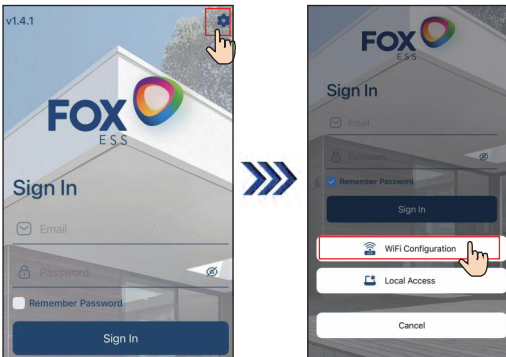 v1.4.1
FOX
ESS
Sign In
Email
Password
Remember Password
Sign In
FOX
ESS
Sign In
Email
Password
Remember Password
Sign In
WiFi Configuration
Local Access
Cancel